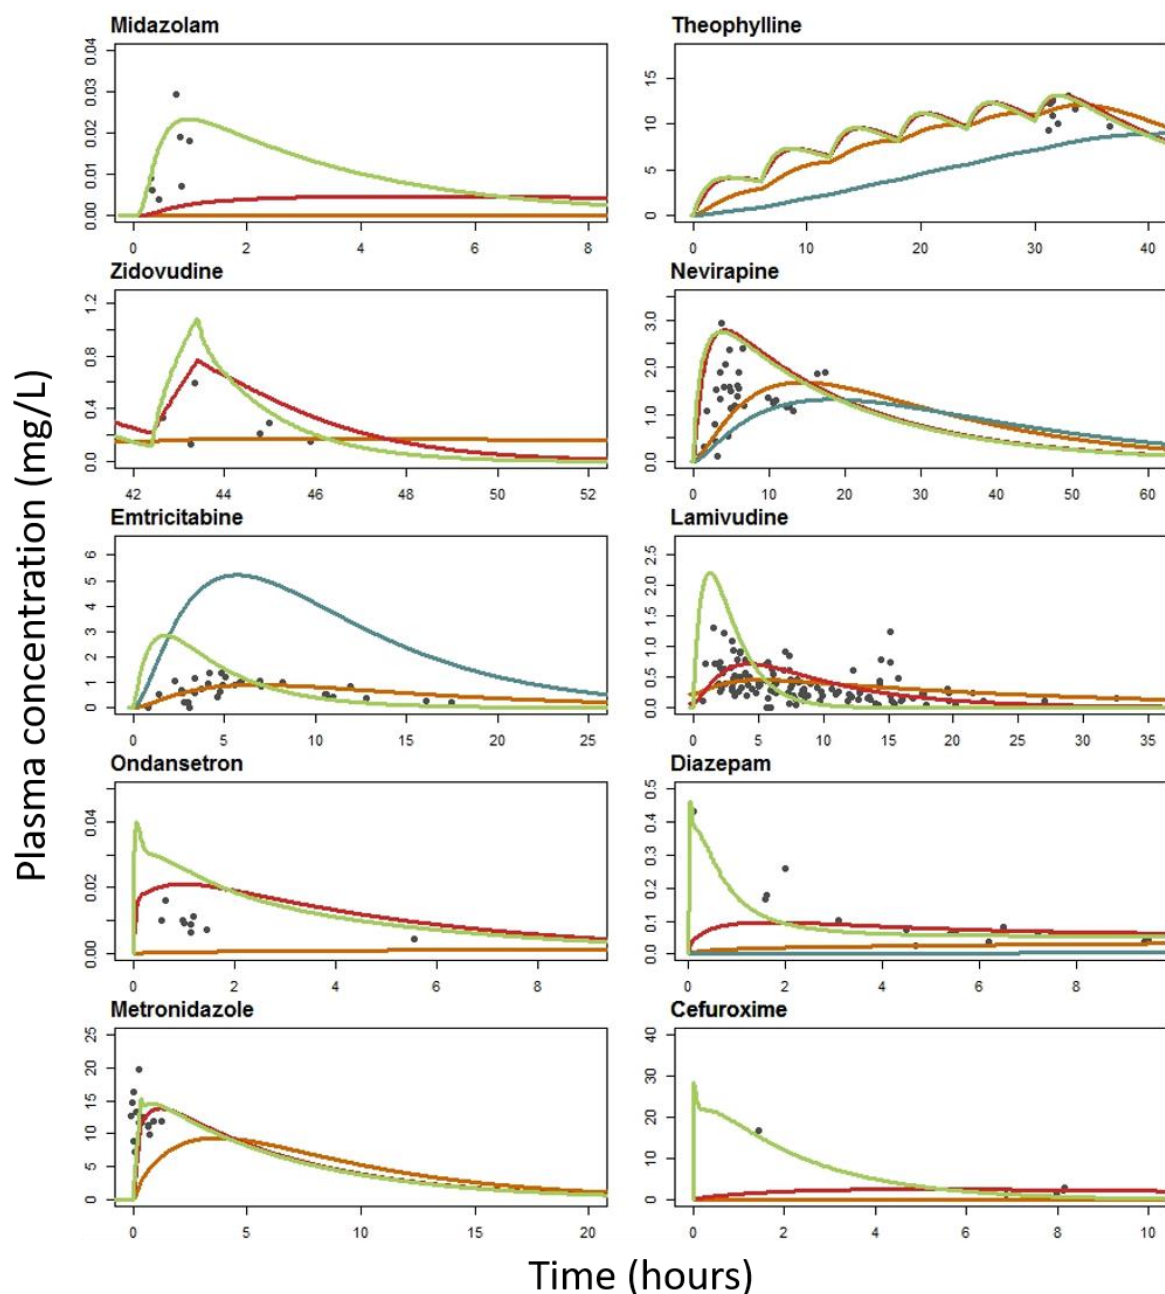 Midazolam
0.04
0.03
0.02
0.01
0.00
0 2 4 6 8
Theophylline
15
10
5
0
0 10 20 30 40
Zidovudine
1.2
0.8
0.4
0.0
42 44 46 48 50 52
Nevirapine
3.0
2.0
1.0
0.0
0 10 20 30 40 50 60
Emtricitabine
6
5
4
3
2
1
0
0 5 10 15 20 25
Lamivudine
2.5
2.0
1.5
1.0
0.5
0.0
0 5 10 15 20 25 30 35
Ondansetron
0.04
0.02
0.00
0 2 4 6 8
Diazepam
0.5
0.4
0.3
0.2
0.1
0.0
0 2 4 6 8
Metronidazole
25
20
15
10
5
0
0 5 10 15 20
Cefuroxime
40
30
20
10
0
0 2 4 6 8 10
Plasma concentration (mg/L)
Time (hours)